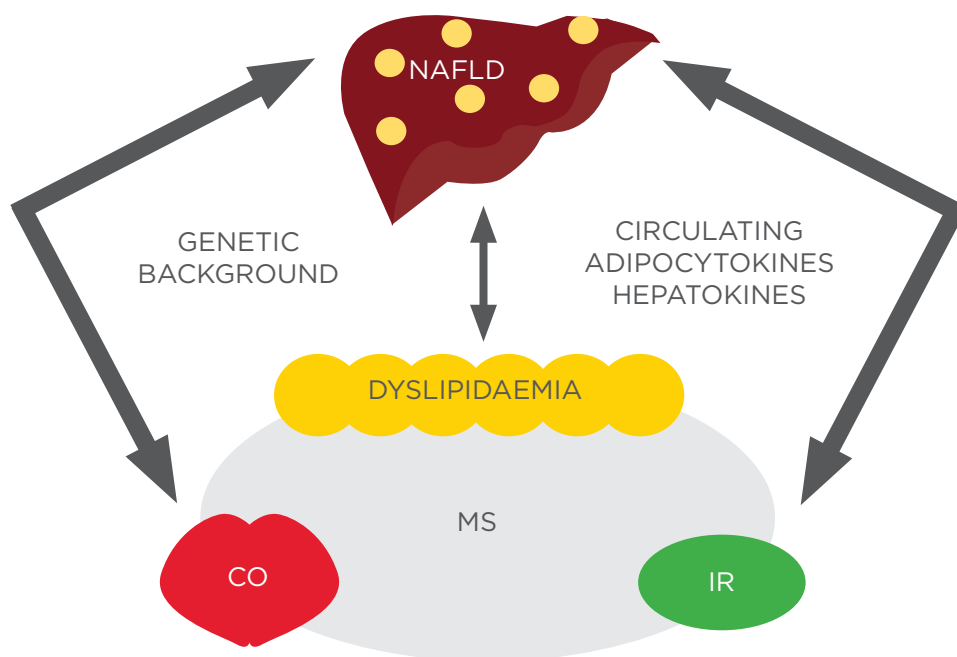 NAFLD
GENETIC
BACKGROUND
CIRCULATING
ADIPOCYTOKINES
HEPATOKINES
DYSLIPIDAEMIA
MS
CO
IR